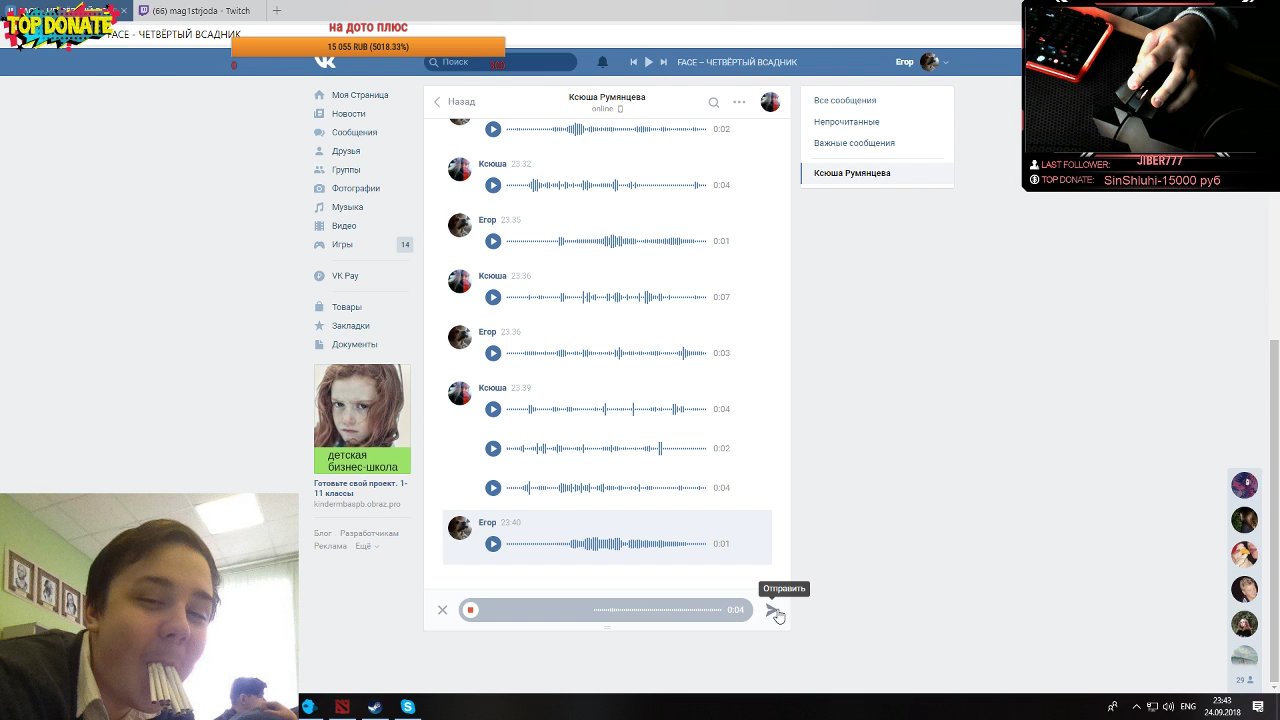 TOP DONATE
FACE - ЧЕТВЁРТЫЙ ВСАДНИК
(6) mag1stjrodb - Twitch
на дото плюс
15 055 RUB (5018.33%)
0
300
Поиск
FACE – ЧЕТВЁРТЫЙ ВСАДНИК
Егор
Моя Страница
Новости
Сообщения
Друзья
Группы
Фотографии
Музыка
Видео
Игры
14
VK Pay
Товары
Закладки
Документы
детская
бизнес-школа
Готовьте свой проект. 1-
11 классы
kindermbaspb.obraz.pro
Блог Разработчикам
Реклама Ещё
Назад
Ксюша Румянцева
online
0:02
Ксюша 23:32
0:04
Егор 23:35
0:01
Ксюша 23:36
0:07
Егор 23:36
0:03
Ксюша 23:39
0:04
0:02
0:04
Егор 23:40
0:01
Отправить
0:04
Все сообщения
Непрочитанные
Важные сообщения
Ксюша Румянцева
LAST FOLLOWER: JIBER777
TOP DONATE: SinShluhi-15000 руб
29
23:43
24.09.2018